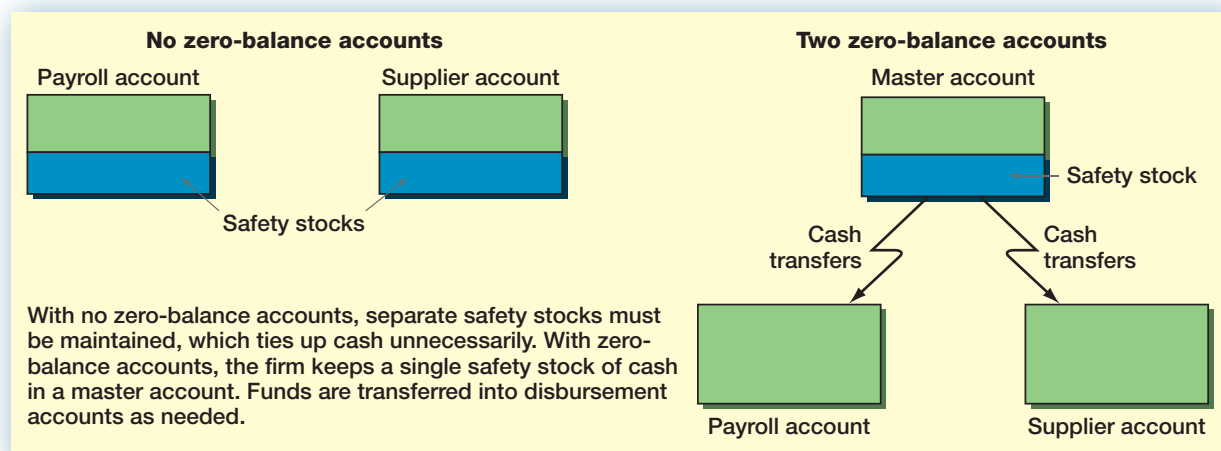 No zero-balance accounts
Payroll account
Supplier account
Safety stocks
With no zero-balance accounts, separate safety stocks must
be maintained, which ties up cash unnecessarily. With zero-
balance accounts, the firm keeps a single safety stock of cash
in a master account. Funds are transferred into disbursement
accounts as needed.
Two zero-balance accounts
Master account
Safety stock
Cash
transfers
Cash
transfers
Payroll account
Supplier account